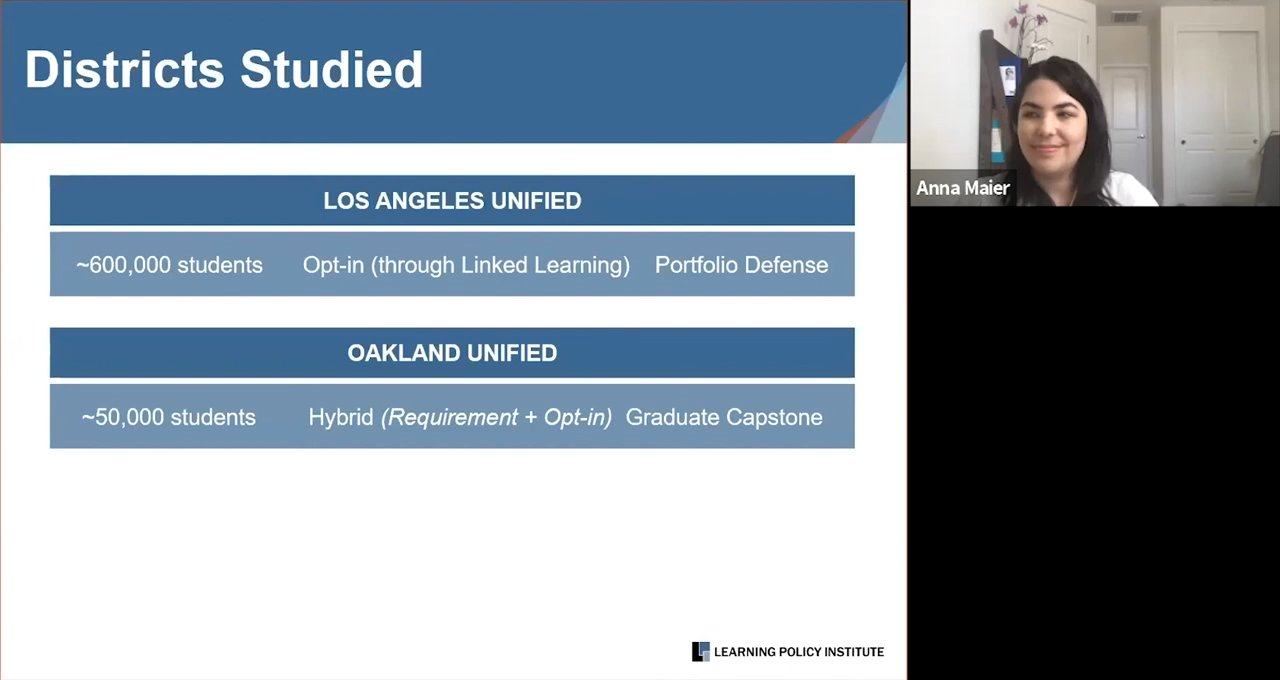 Districts Studied
LOS ANGELES UNIFIED
~600,000 students Opt-in (through Linked Learning) Portfolio Defense
OAKLAND UNIFIED
~50,000 students Hybrid (Requirement + Opt-in) Graduate Capstone
LEARNING POLICY INSTITUTE
Anna Maier